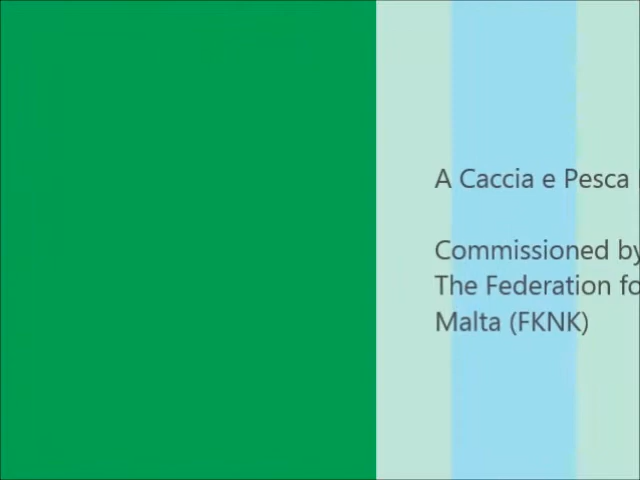 A Caccia e Pesca
Commissioned by
The Federation fo
Malta (FKNK)